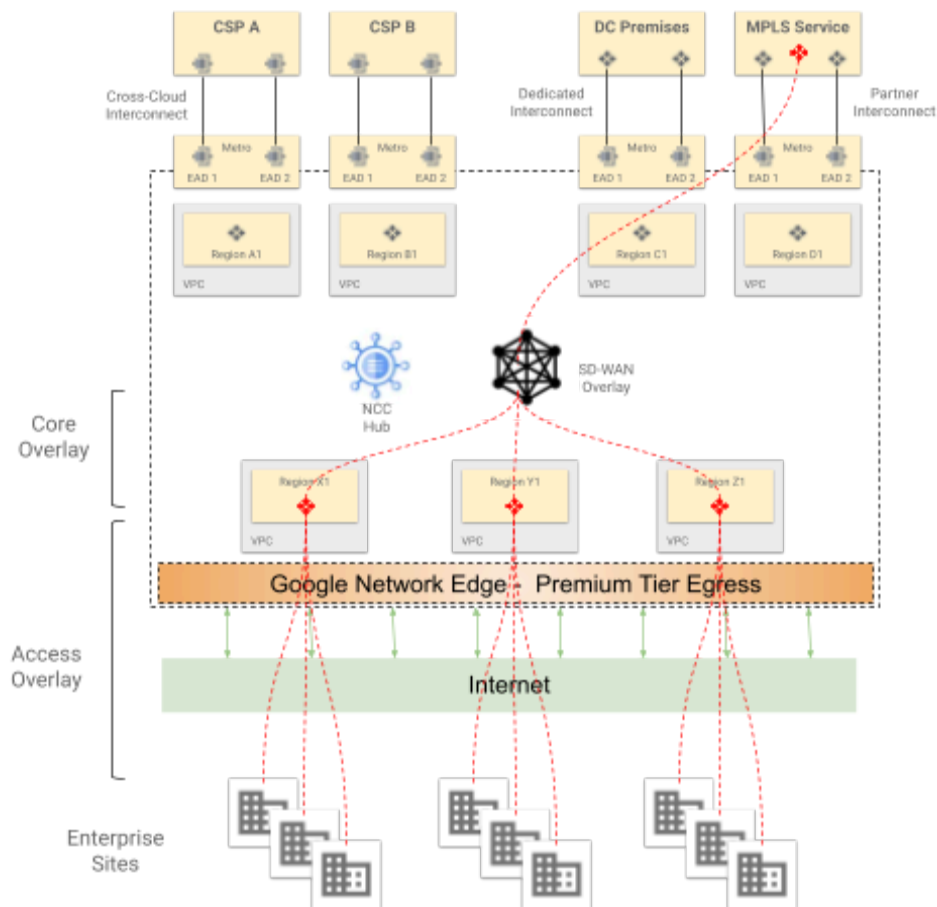 CSP A
CSP B
DC Premises
MPLS Service
Cross-Cloud
Interconnect
Dedicated
Interconnect
Partner
Interconnect
Metro
EAD 1
EAD 2
Metro
EAD 1
EAD 2
Metro
EAD 1
EAD 2
Metro
EAD 1
EAD 2
Region A1
VPC
Region B1
VPC
Region C1
VPC
Region D1
VPC
NCC
Hub
SD-WAN
Overlay
Core
Overlay
Region X1
VPC
Region Y1
VPC
Region Z1
VPC
Google Network Edge - Premium Tier Egress
Access
Overlay
Internet
Enterprise
Sites